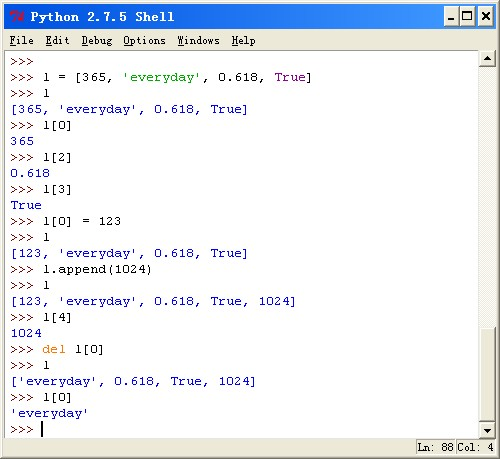 Python 2.7.5 Shell
File Edit Debug Options Windows Help
>>>
>>> l = [365, 'everyday', 0.618, True]
>>> l
[365, 'everyday', 0.618, True]
>>> l[0]
365
>>> l[2]
0.618
>>> l[3]
True
>>> l[0] = 123
>>> l
[123, 'everyday', 0.618, True]
>>> l.append(1024)
>>> l
[123, 'everyday', 0.618, True, 1024]
>>> l[4]
1024
>>> del l[0]
>>> l
['everyday', 0.618, True, 1024]
>>> l[0]
'everyday'
>>>
Ln: 88 Col: 4